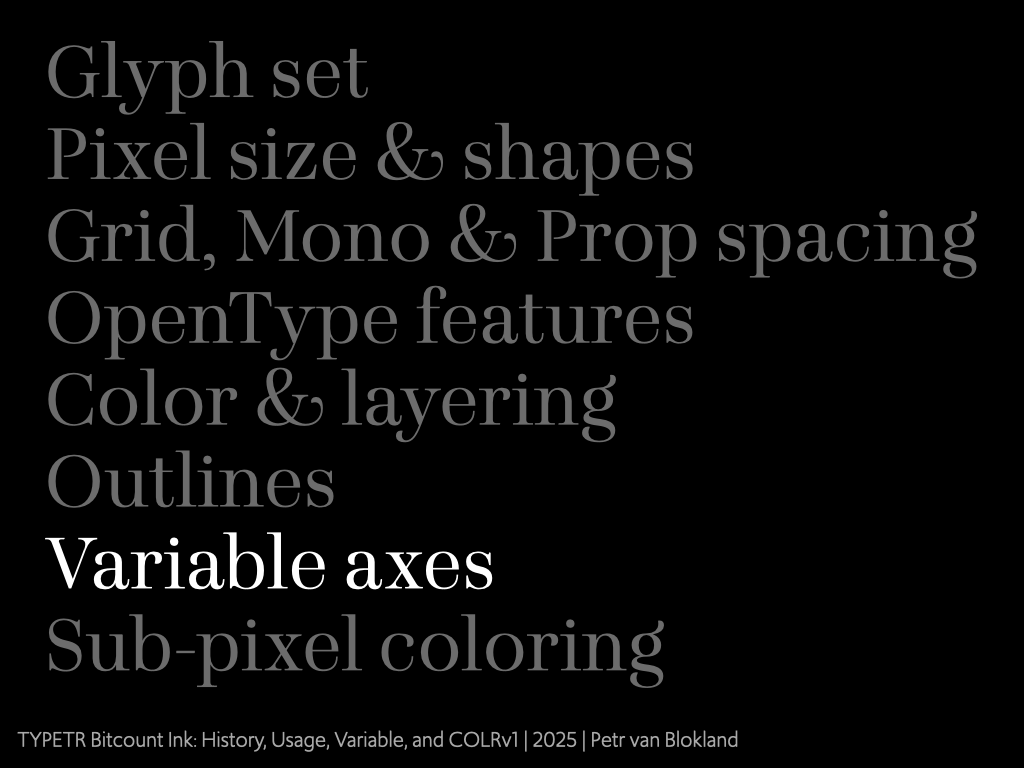 Glyph set
Pixel size & shapes
Grid, Mono & Prop spacing
OpenType features
Color & layering
Outlines
Variable axes
Sub-pixel coloring
TYPETR Bitcount Ink: History, Usage, Variable, and COLRv1 | 2025 | Petr van Blokland